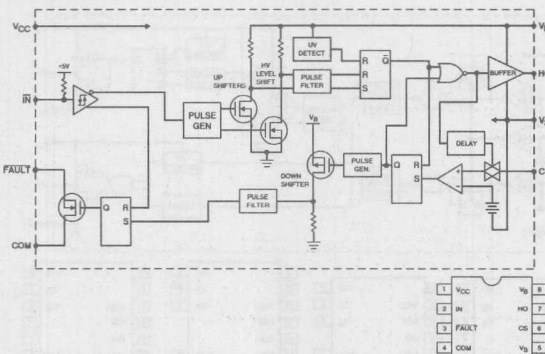 VCC
+5V
IN
UP
SHIFTERS
HV
LEVEL
SHIFT
UV
DETECT
PULSE
FILTER
R
R
S
Q
BUFFER
PULSE
GEN
VB
DOWN
SHIFTER
PULSE
GEN.
Q
R
S
DELAY
FAULT
COM
Q
R
S
PULSE
FILTER
1 VCC VB 8
2 IN HO 7
3 FAULT CS 6
4 COM VS 5